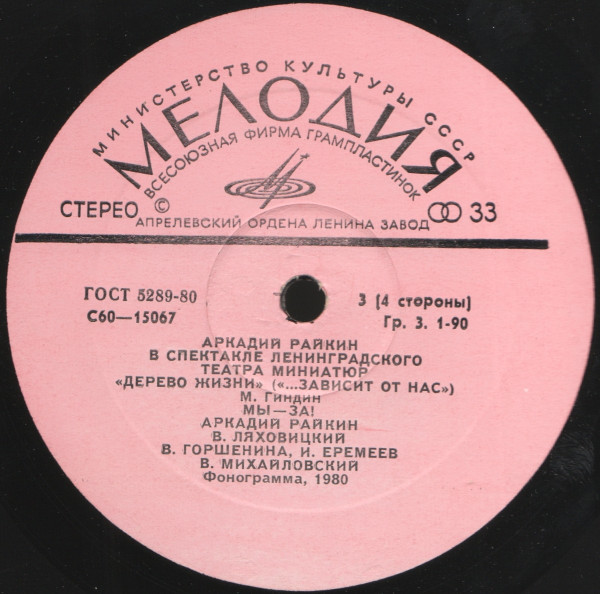 МИНИСТЕРСТВО КУЛЬТУРЫ СССР
МЕЛОДИЯ
ВСЕСОЮЗНАЯ ФИРМА ГРАМПЛАСТИНОК
СТЕРЕО © 33
АПРЕЛЕВСКИЙ ОРДЕНА ЛЕНИНА ЗАВОД
ГОСТ 5289-80 3 (4 стороны)
С60—15067 Гр. 3. 1-90
АРКАДИЙ РАЙКИН
В СПЕКТАКЛЕ ЛЕНИНГРАДСКОГО
ТЕАТРА МИНИАТЮР
«ДЕРЕВО ЖИЗНИ» («...ЗАВИСИТ ОТ НАС»)
М. Гиндин
МЫ—ЗА!
АРКАДИЙ РАЙКИН
В. ЛЯХОВИЦКИЙ
В. ГОРШЕНИНА, И. ЕРЕМЕЕВ
В. МИХАЙЛОВСКИЙ
Фонограмма, 1980